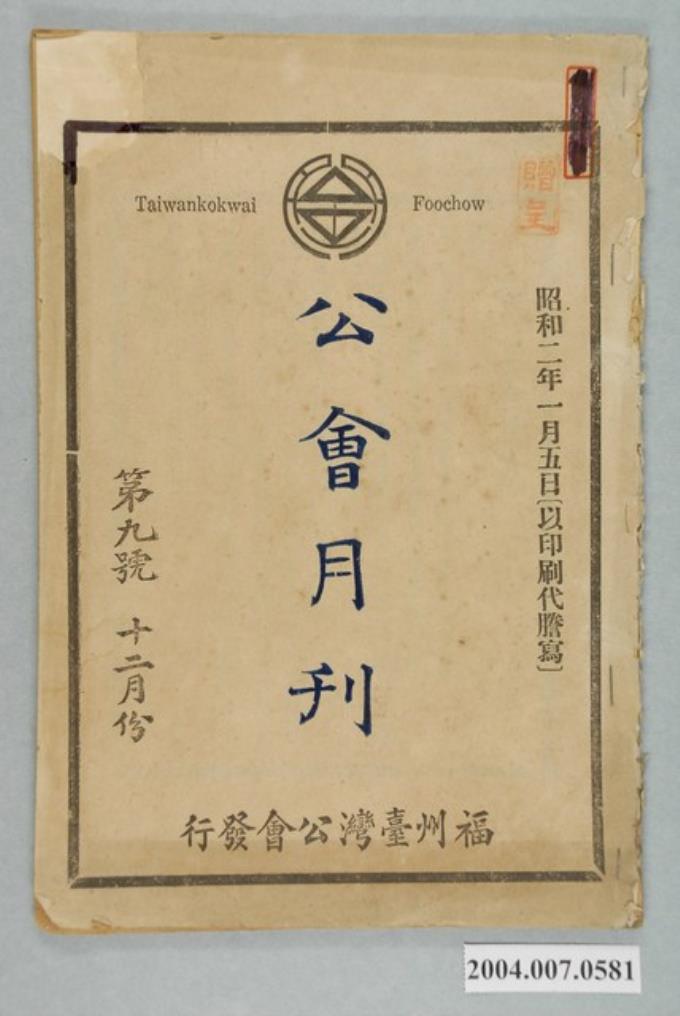 Taiwankokwai Foochow
贈呈
昭和二年一月五日〔以印刷代謄寫〕
公會月刊
第九號 十二月份
福州臺灣公會發行
2004.007.0581